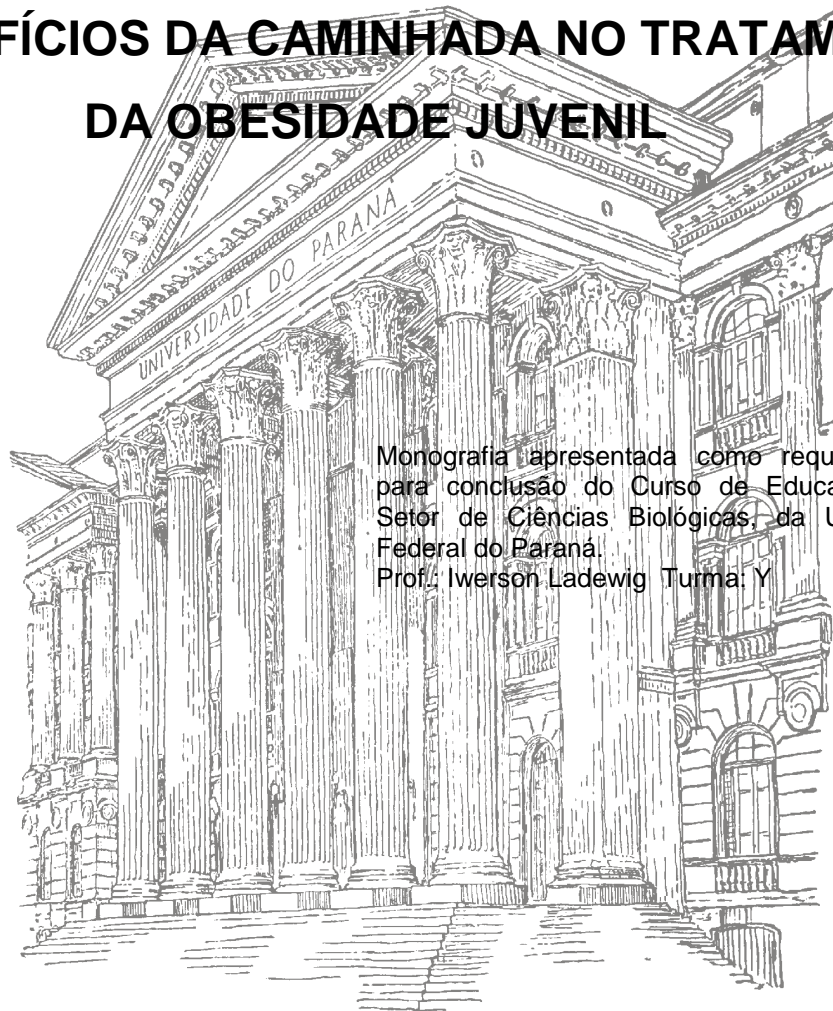 FÍCIOS DA CAMINHADA NO TRATAM
DA OBESIDADE JUVENIL
UNIVERSIDADE DO PARANÁ
Monografia apresentada como requ
para conclusão do Curso de Educa
Setor de Ciências Biológicas, da U
Federal do Paraná.
Prof.: Iwerson Ladewig Turma: Y